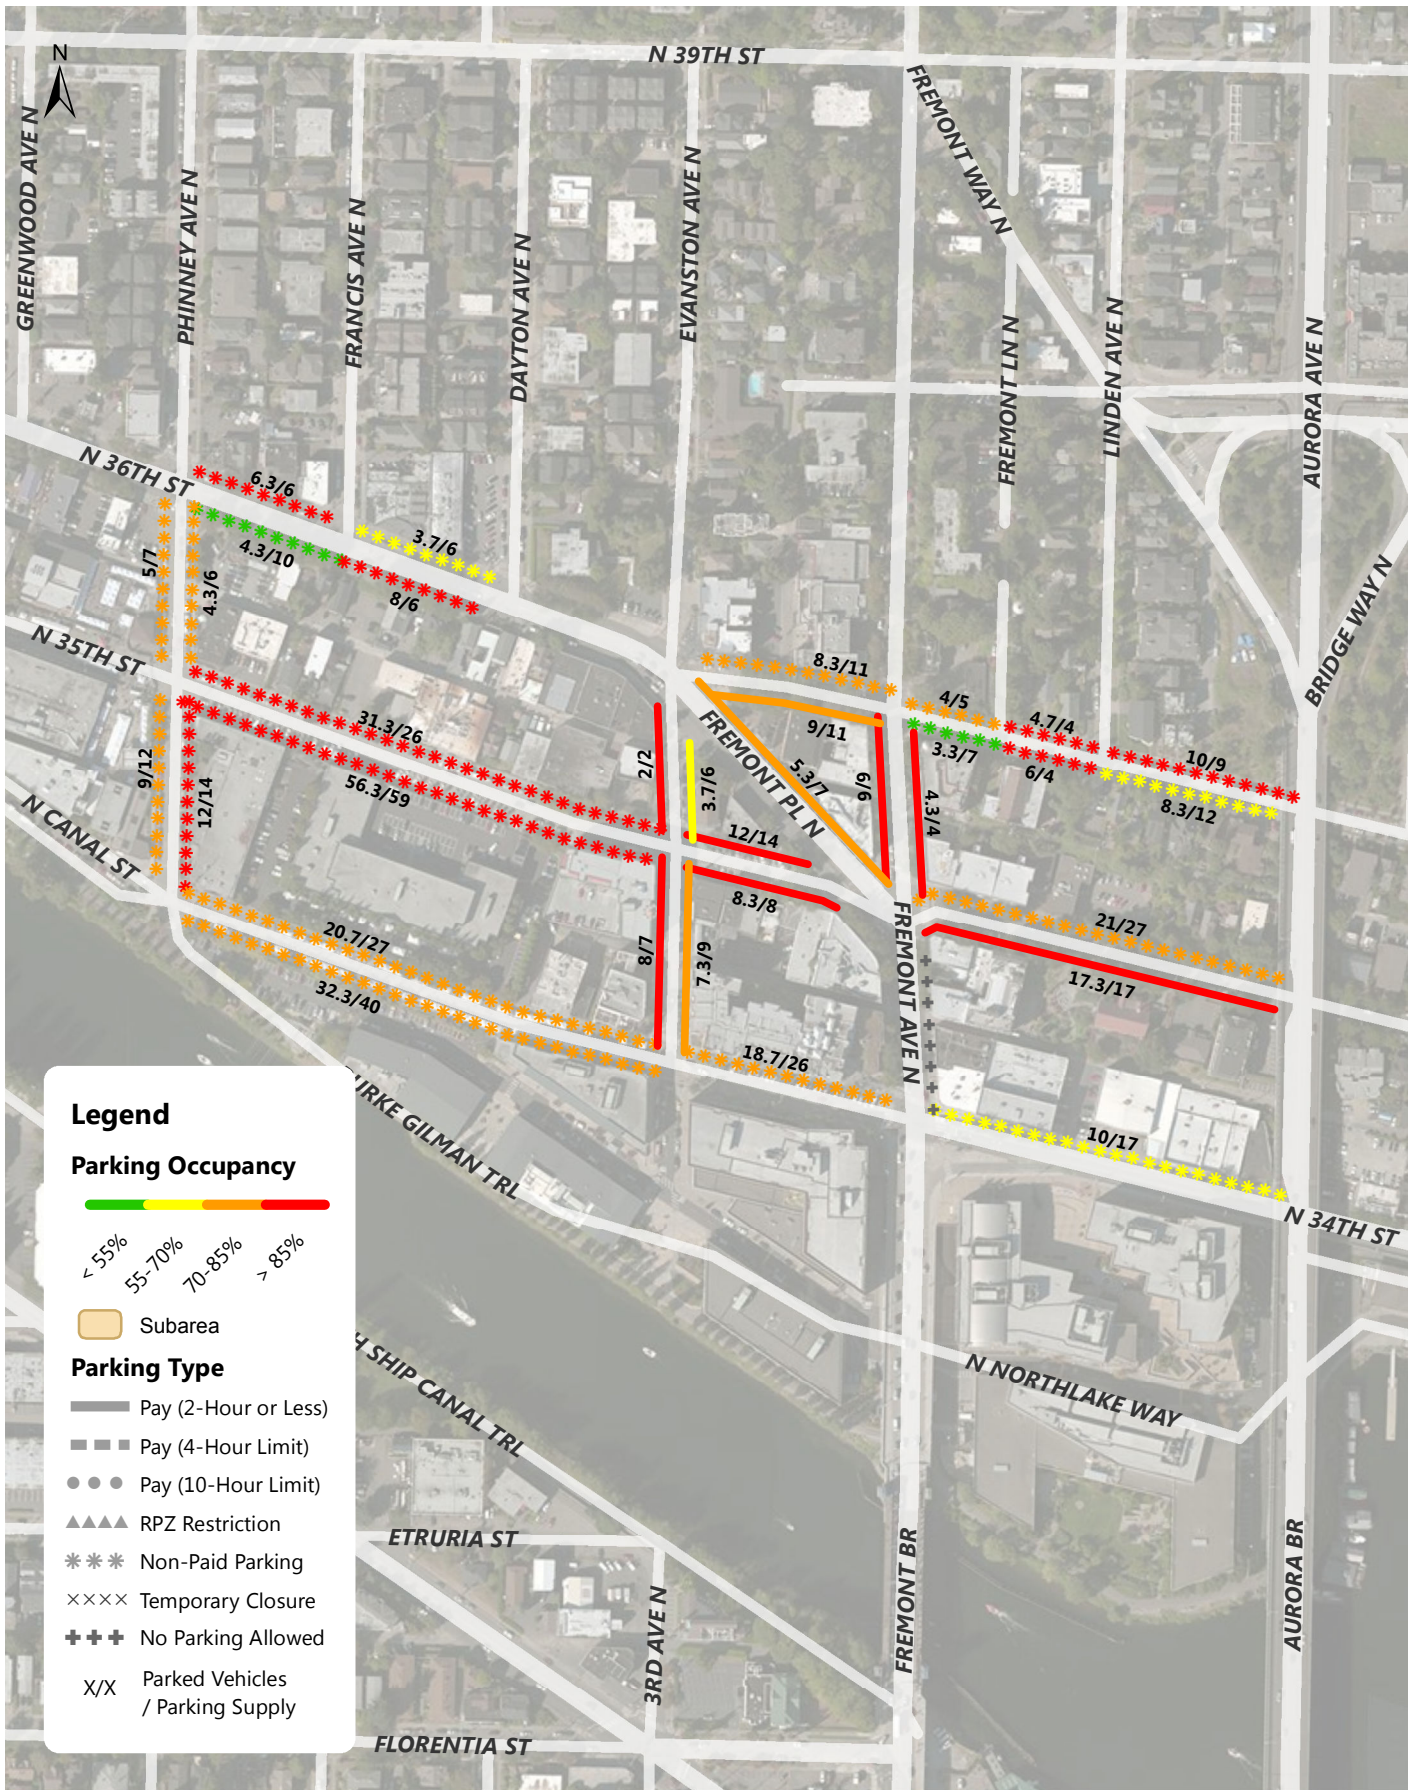 N 39TH ST
N
GREENWOOD AVE N
PHINNEY AVE N
FRANCIS AVE N
DAYTON AVE N
EVANSTON AVE N
FREMONT WAY N
FREMONT LN N
LINDEN AVE N
AURORA AVE N
BRIDGE WAY N
N 36TH ST
6.3/6
4.3/10
3.7/6
8/6
5/7
4.3/6
N 35TH ST
8.3/11
4/5
4.7/4
10/9
3.3/7
6/4
8.3/12
9/11
5.3/7
6/6
4.3/4
FREMONT PL N
2/2
3.7/6
31.3/26
56.3/59
9/12
12/14
N CANAL ST
12/14
8.3/8
8/7
7.3/9
21/27
17.3/17
20.7/27
32.3/40
FREMONT AVE N
18.7/26
10/17
N 34TH ST
URKE GILMAN TRL
N NORTHLAKE WAY
H SHIP CANAL TRL
ETRURIA ST
3RD AVE N
FREMONT BR
AURORA BR
FLORENTIA ST
Legend
Parking Occupancy
< 55%
55-70%
70-85%
> 85%
Subarea
Parking Type
Pay (2-Hour or Less)
Pay (4-Hour Limit)
Pay (10-Hour Limit)
RPZ Restriction
Non-Paid Parking
Temporary Closure
No Parking Allowed
X/X Parked Vehicles
/ Parking Supply